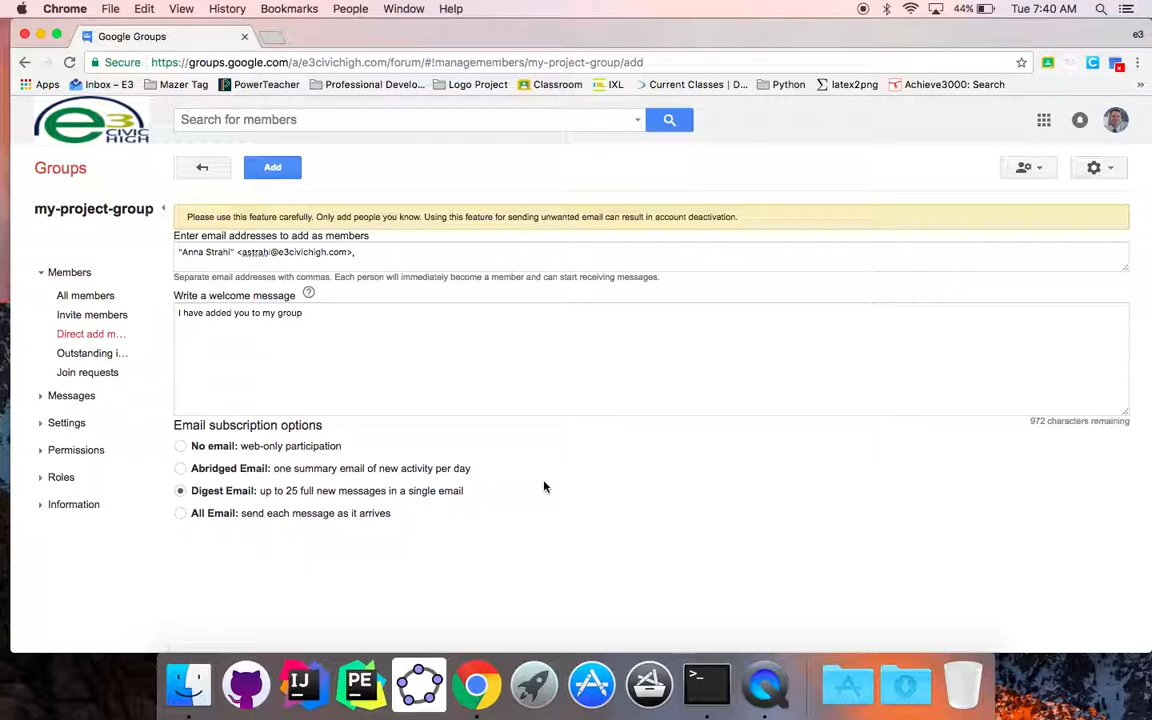 Chrome File Edit View History Bookmarks People Window Help 44% Tue 7:40 AM
Google Groups e3
Secure https://groups.google.com/a/e3civichigh.com/forum/#!managemembers/my-project-group/add
Apps Inbox – E3 Mazer Tag PowerTeacher Professional Develo... Logo Project Classroom IXL Current Classes | D... Python latex2png Achieve3000: Search »
e3 CIVIC HIGH
Search for members
Groups
Add
my-project-group
Please use this feature carefully. Only add people you know. Using this feature for sending unwanted email can result in account deactivation.
Enter email addresses to add as members
"Anna Strahl" <astrahl@e3civichigh.com>,
Separate email addresses with commas. Each person will immediately become a member and can start receiving messages.
Members
All members
Invite members
Direct add m...
Outstanding i...
Join requests
Messages
Settings
Permissions
Roles
Information
Write a welcome message ?
I have added you to my group
972 characters remaining
Email subscription options
No email: web-only participation
Abridged Email: one summary email of new activity per day
Digest Email: up to 25 full new messages in a single email
All Email: send each message as it arrives
IJ PE >_